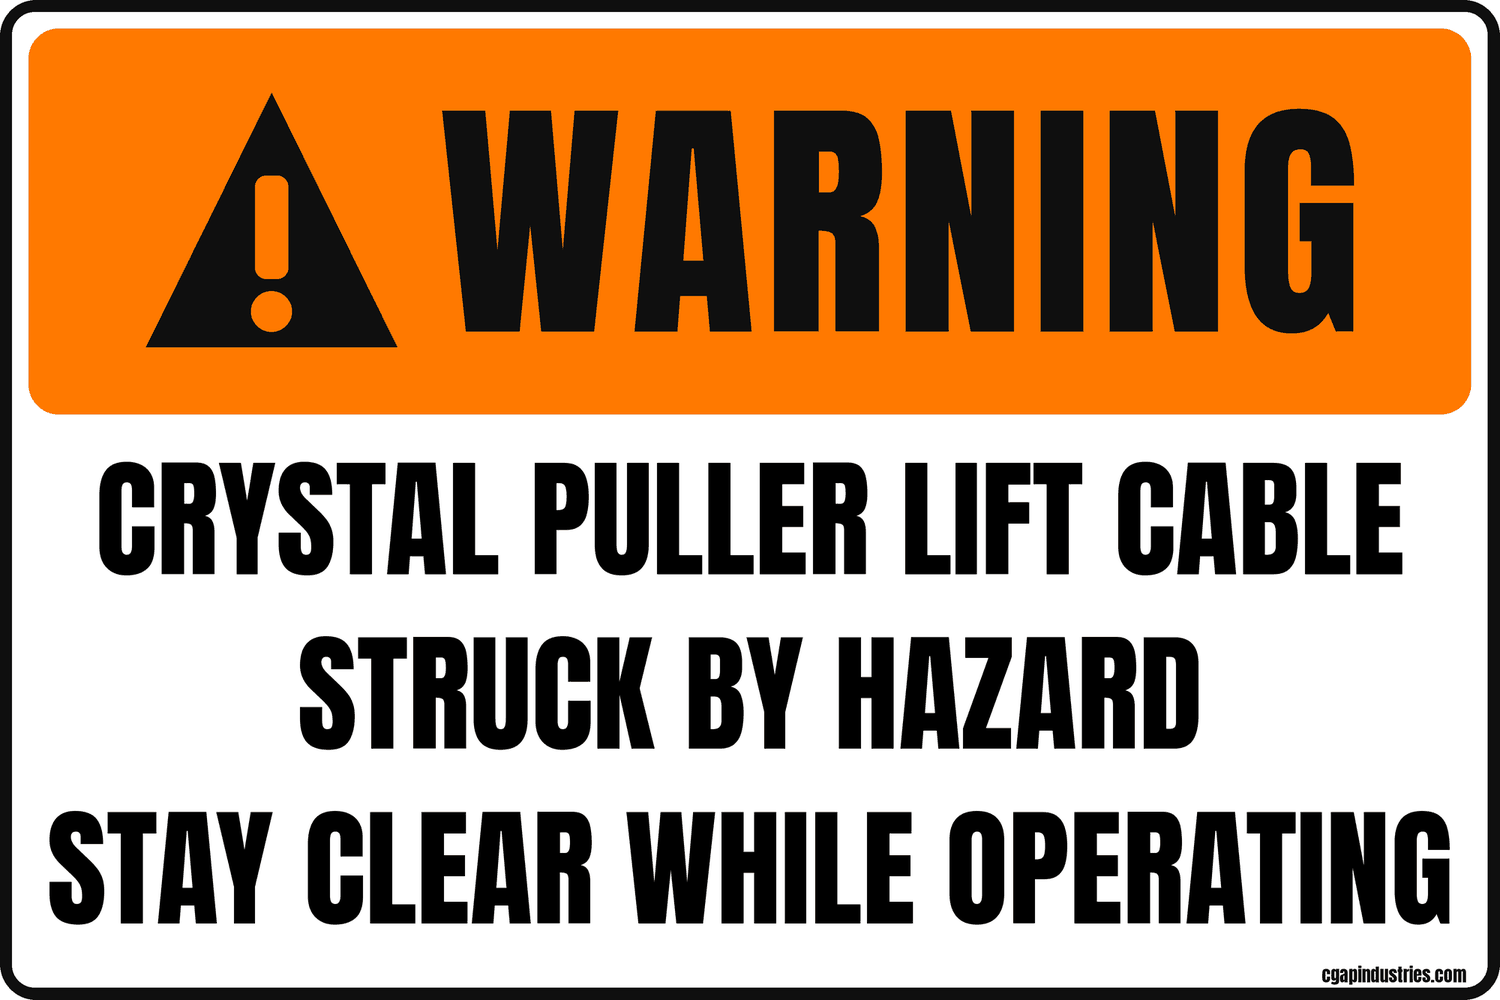 WARNING
CRYSTAL PULLER LIFT CABLE
STRUCK BY HAZARD
STAY CLEAR WHILE OPERATING
cgapindustries.com